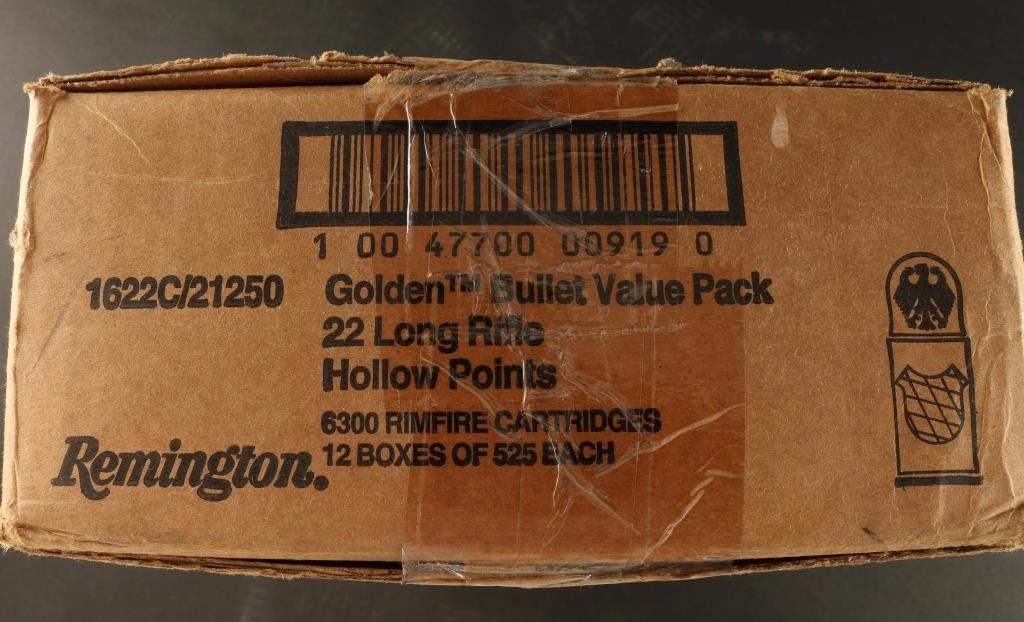 1 00 47700 00919 0
1622C/21250 Golden™ Bullet Value Pack
22 Long Rifle
Hollow Points
6300 RIMFIRE CARTRIDGES
12 BOXES OF 525 EACH
Remington.